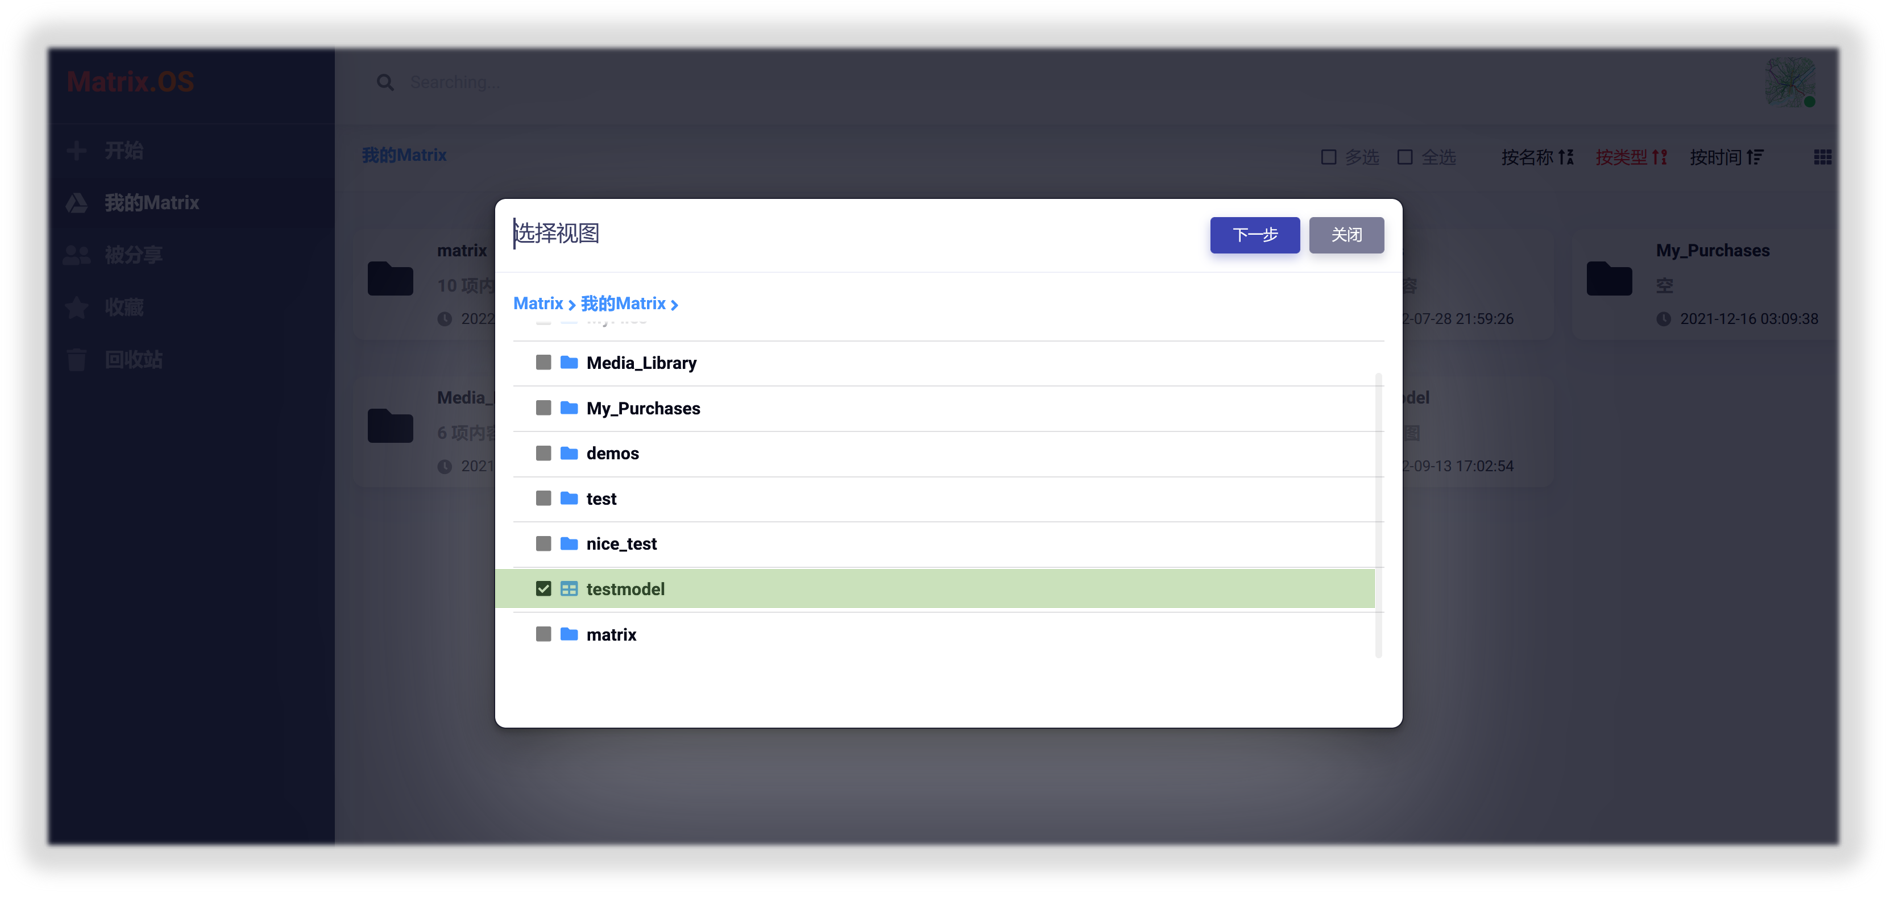 Matrix.OS
Searching...
开始
我的Matrix
被分享
收藏
回收站
我的Matrix
多选
全选
按名称
按类型
按时间
matrix
10 项内
2022
容
2-07-28 21:59:26
My_Purchases
空
2021-12-16 03:09:38
Media_
6 项内容
2021
del
图
2-09-13 17:02:54
选择视图
下一步
关闭
Matrix 我的Matrix
Media_Library
My_Purchases
demos
test
nice_test
testmodel
matrix